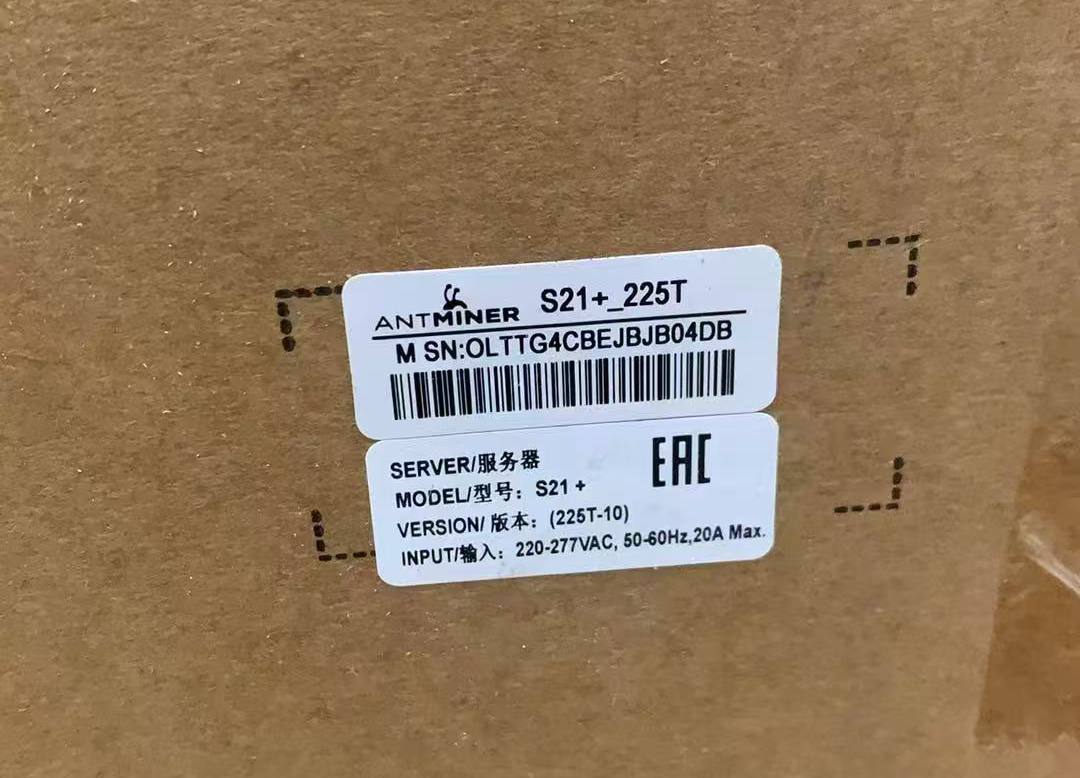 ANTMINER S21+_225T
M SN:OLTTG4CBEJBJB04DB
SERVER/服务器
EAC
MODEL/型号: S21 +
VERSION/ 版本: (225T-10)
INPUT/输入: 220-277VAC, 50-60Hz,20A Max.